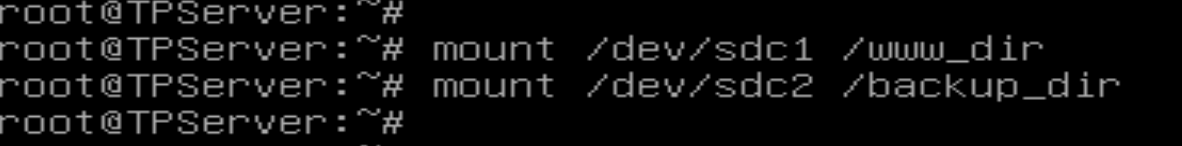 root@TPServer:~#
root@TPServer:~# mount /dev/sdc1 /www_dir
root@TPServer:~# mount /dev/sdc2 /backup_dir
root@TPServer:~#